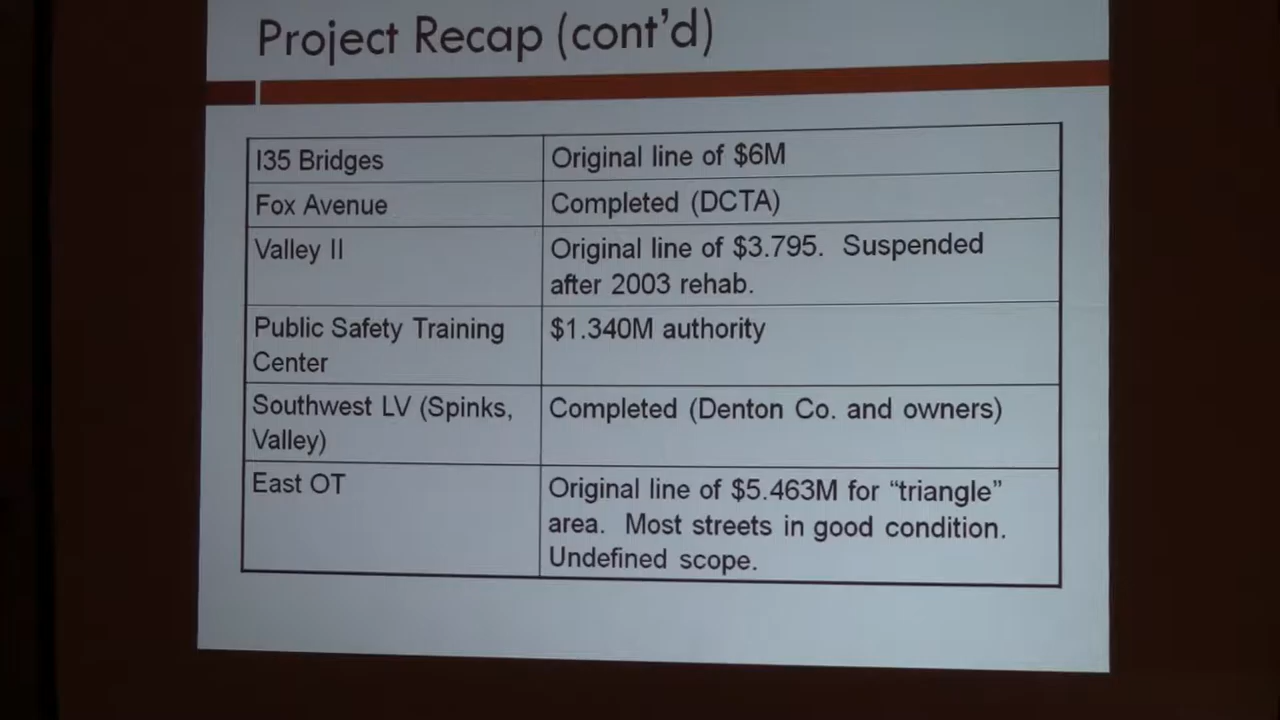 Project Recap (cont'd)
I35 Bridges
Original line of $6M
Fox Avenue
Completed (DCTA)
Valley II
Original line of $3.795. Suspended
after 2003 rehab.
Public Safety Training
Center
$1.340M authority
Southwest LV (Spinks,
Valley)
Completed (Denton Co. and owners)
East OT
Original line of $5.463M for “triangle”
area. Most streets in good condition.
Undefined scope.